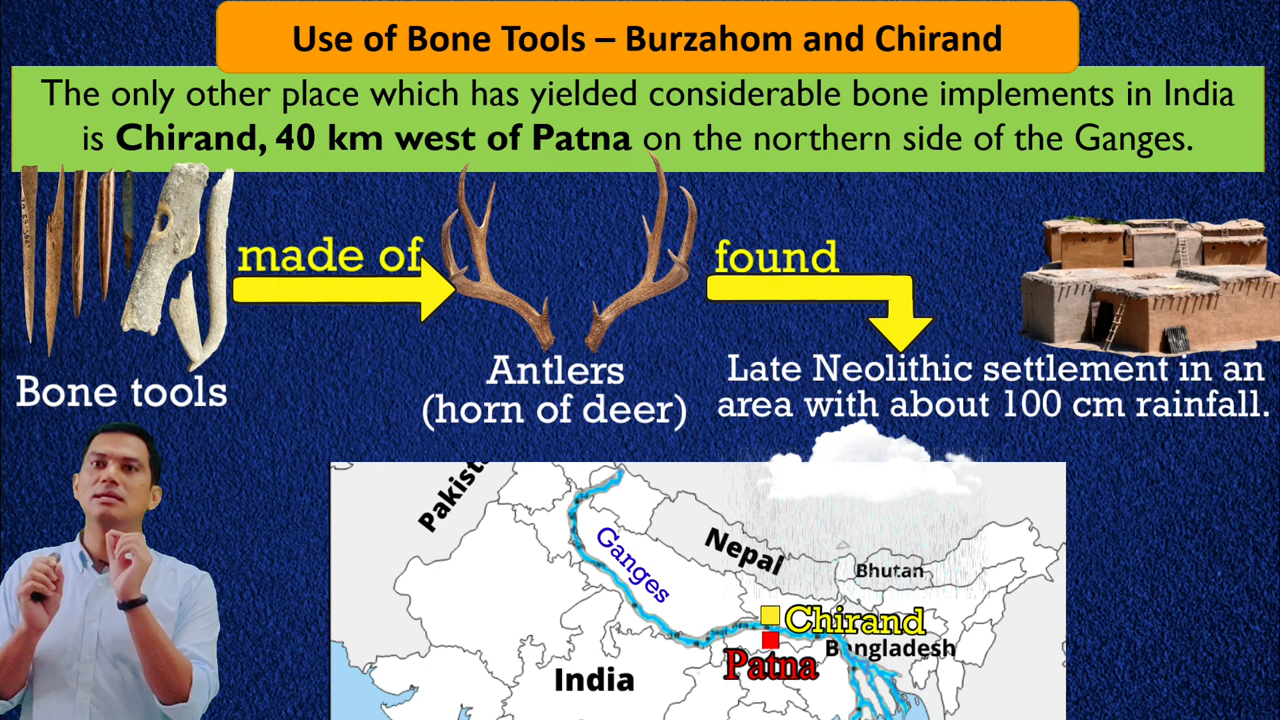 Use of Bone Tools – Burzahom and Chirand
The only other place which has yielded considerable bone implements in India
is Chirand, 40 km west of Patna on the northern side of the Ganges.
made of
found
Bone tools
Antlers
(horn of deer)
Late Neolithic settlement in an
area with about 100 cm rainfall.
Ganges
Nepal
Bhutan
Chirand
Bangladesh
Patna
India